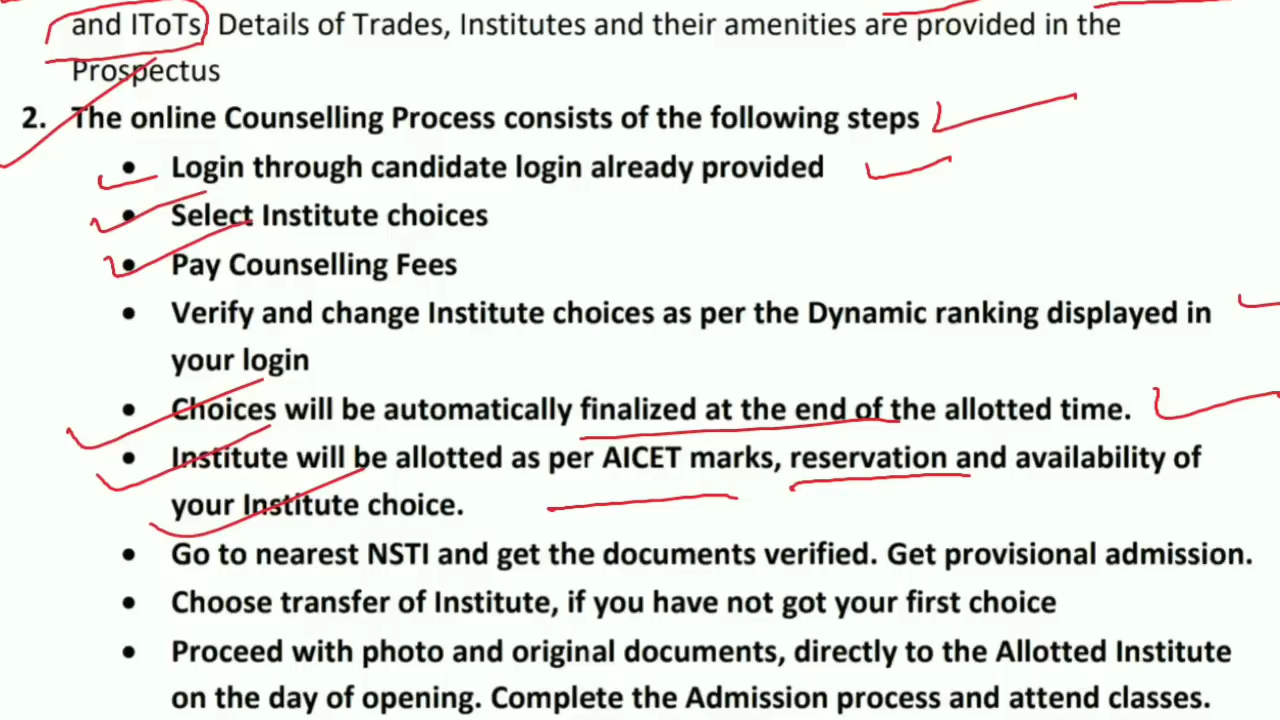 and IToTs. Details of Trades, Institutes and their amenities are provided in the
Prospectus
2. The online Counselling Process consists of the following steps
• Login through candidate login already provided
• Select Institute choices
• Pay Counselling Fees
• Verify and change Institute choices as per the Dynamic ranking displayed in
your login
• Choices will be automatically finalized at the end of the allotted time.
• Institute will be allotted as per AICET marks, reservation and availability of
your Institute choice.
• Go to nearest NSTI and get the documents verified. Get provisional admission.
• Choose transfer of Institute, if you have not got your first choice
• Proceed with photo and original documents, directly to the Allotted Institute
on the day of opening. Complete the Admission process and attend classes.